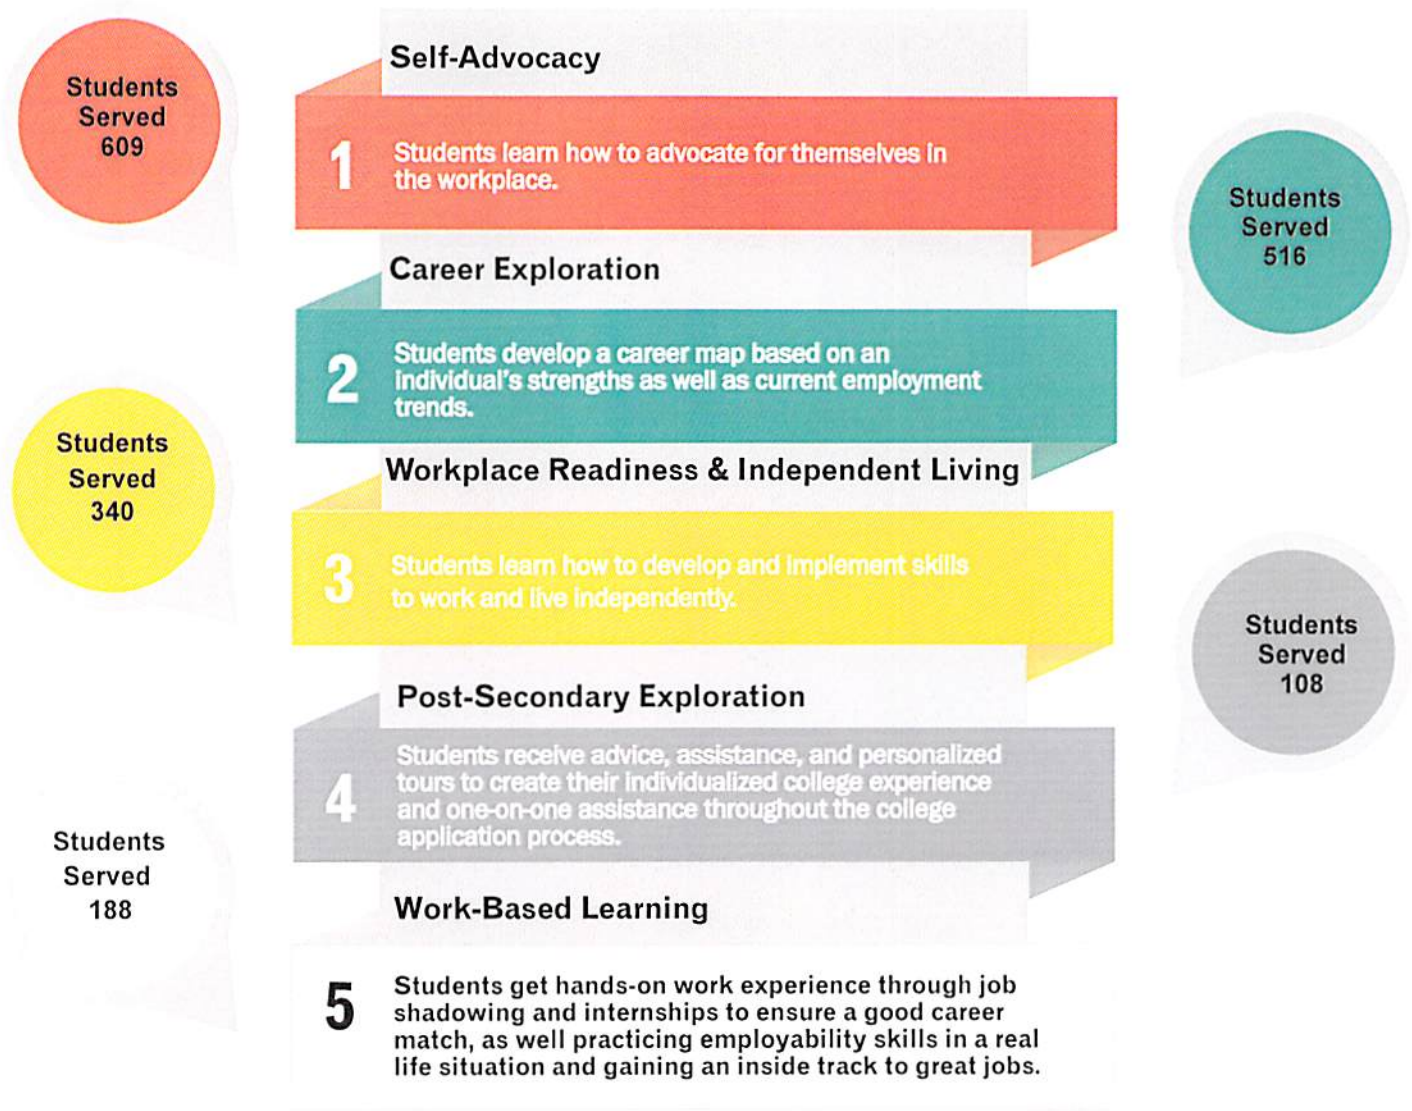 Students
Served
609
Self-Advocacy
1
Students learn how to advocate for themselves in
the workplace.
Students
Served
516
Career Exploration
2
Students develop a career map based on an
individual's strengths as well as current employment
trends.
Students
Served
340
Workplace Readiness & Independent Living
3
Students learn how to develop and implement skills
to work and live independently.
Students
Served
108
Post-Secondary Exploration
4
Students receive advice, assistance, and personalized
tours to create their individualized college experience
and one-on-one assistance throughout the college
application process.
Students
Served
188
Work-Based Learning
5
Students get hands-on work experience through job
shadowing and internships to ensure a good career
match, as well practicing employability skills in a real
life situation and gaining an inside track to great jobs.